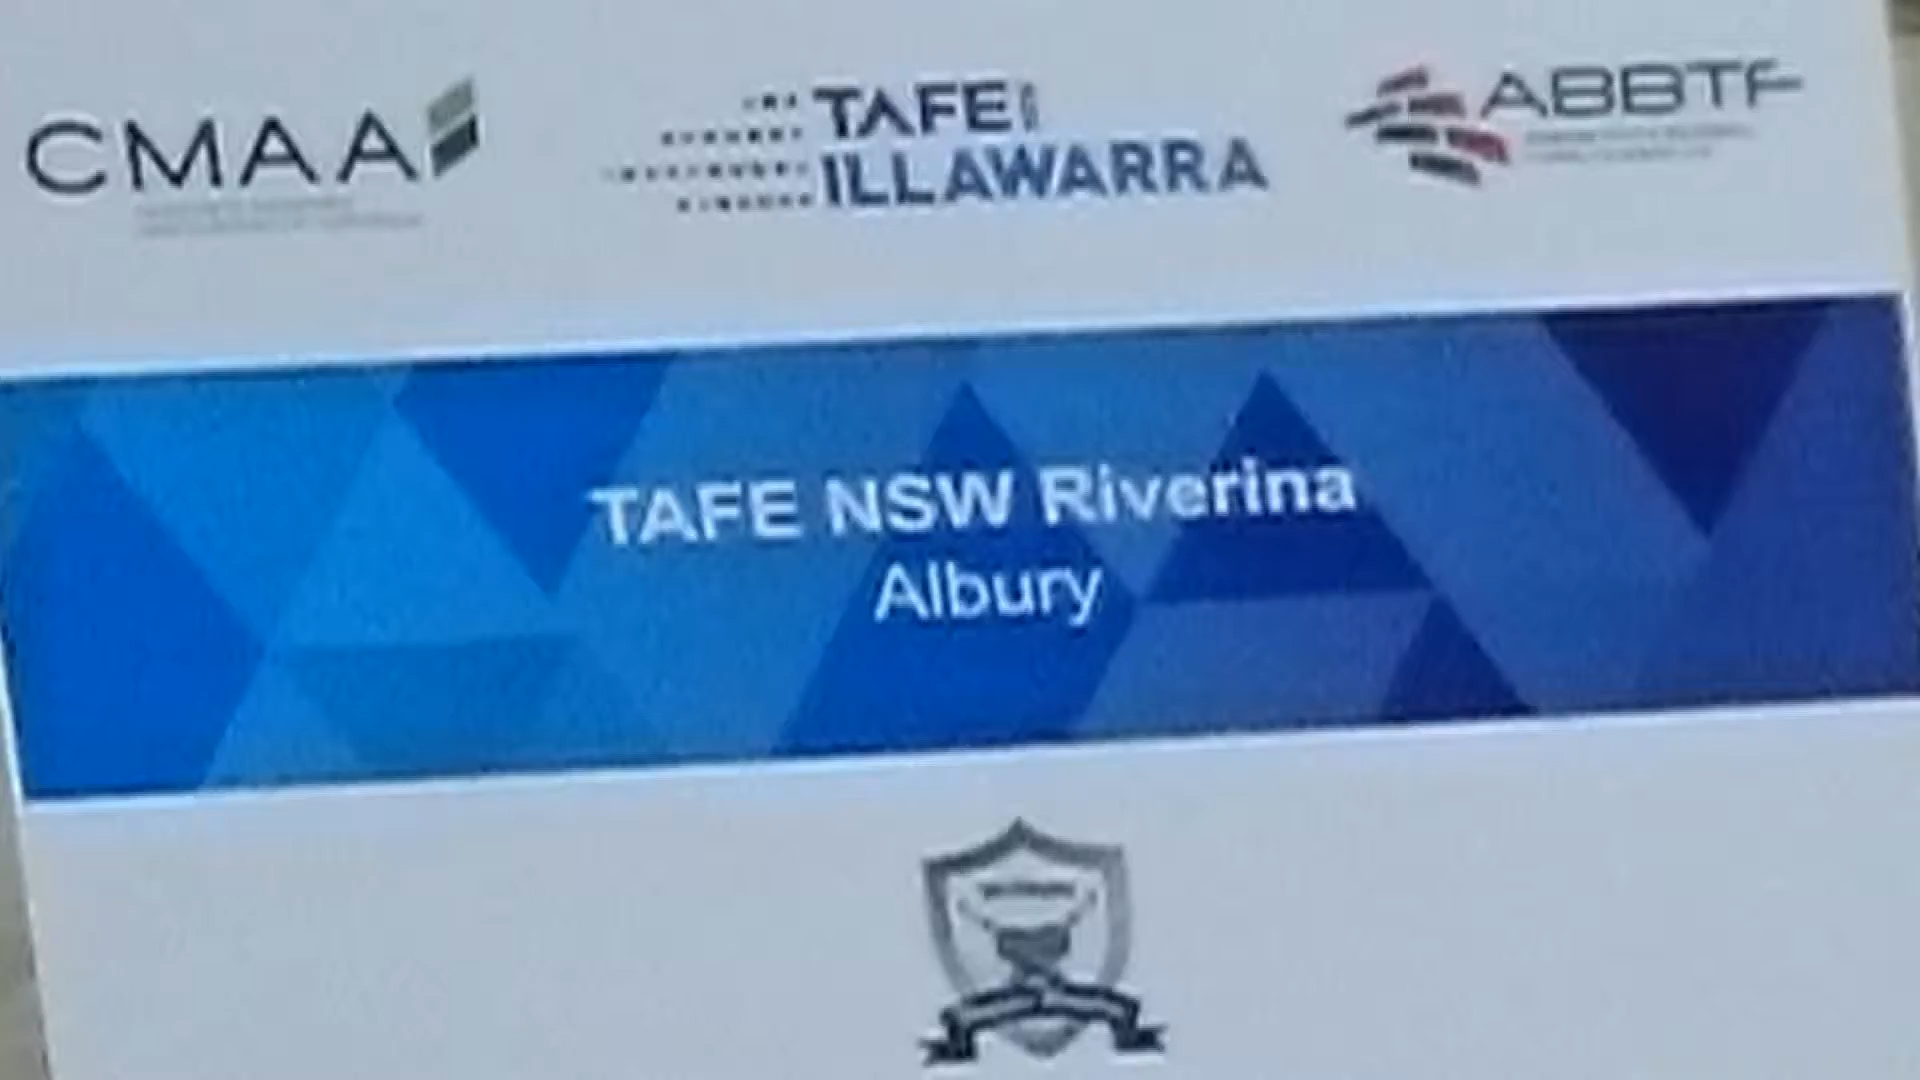 CMAA
TAFE
ILLAWARRA
ABBTF
TAFE NSW Riverina
Albury